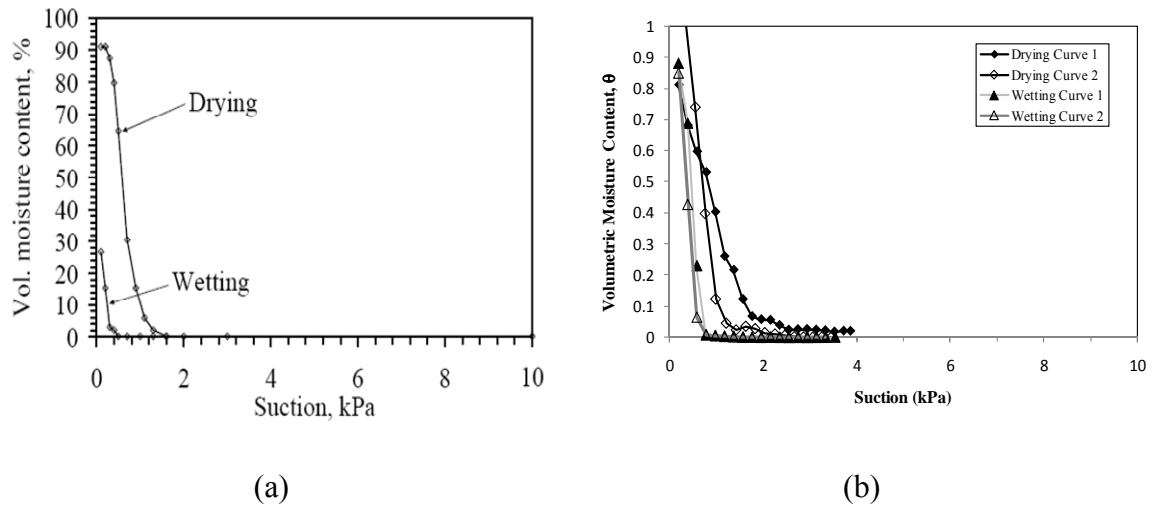 100
90
80
70
60
50
40
30
20
10
0
Vol. moisture content, %
Drying
Wetting
0 2 4 6 8 10
Suction, kPa
(a)
1
0.9
0.8
0.7
0.6
0.5
0.4
0.3
0.2
0.1
0
Volumetric Moisture Content, θ
Drying Curve 1
Drying Curve 2
Wetting Curve 1
Wetting Curve 2
0 2 4 6 8 10
Suction (kPa)
(b)